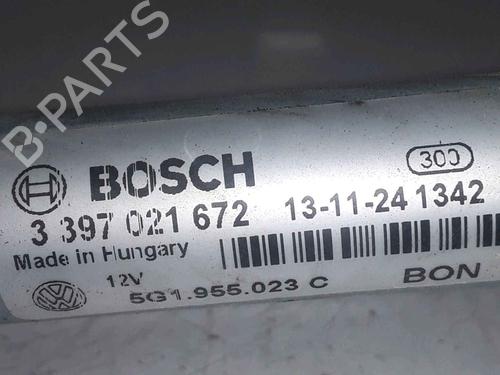 B-PARTS
BOSCH
300
3 397 021 672 13-11-24 1342
Made in Hungary
12V
5G1.955.023 C BON